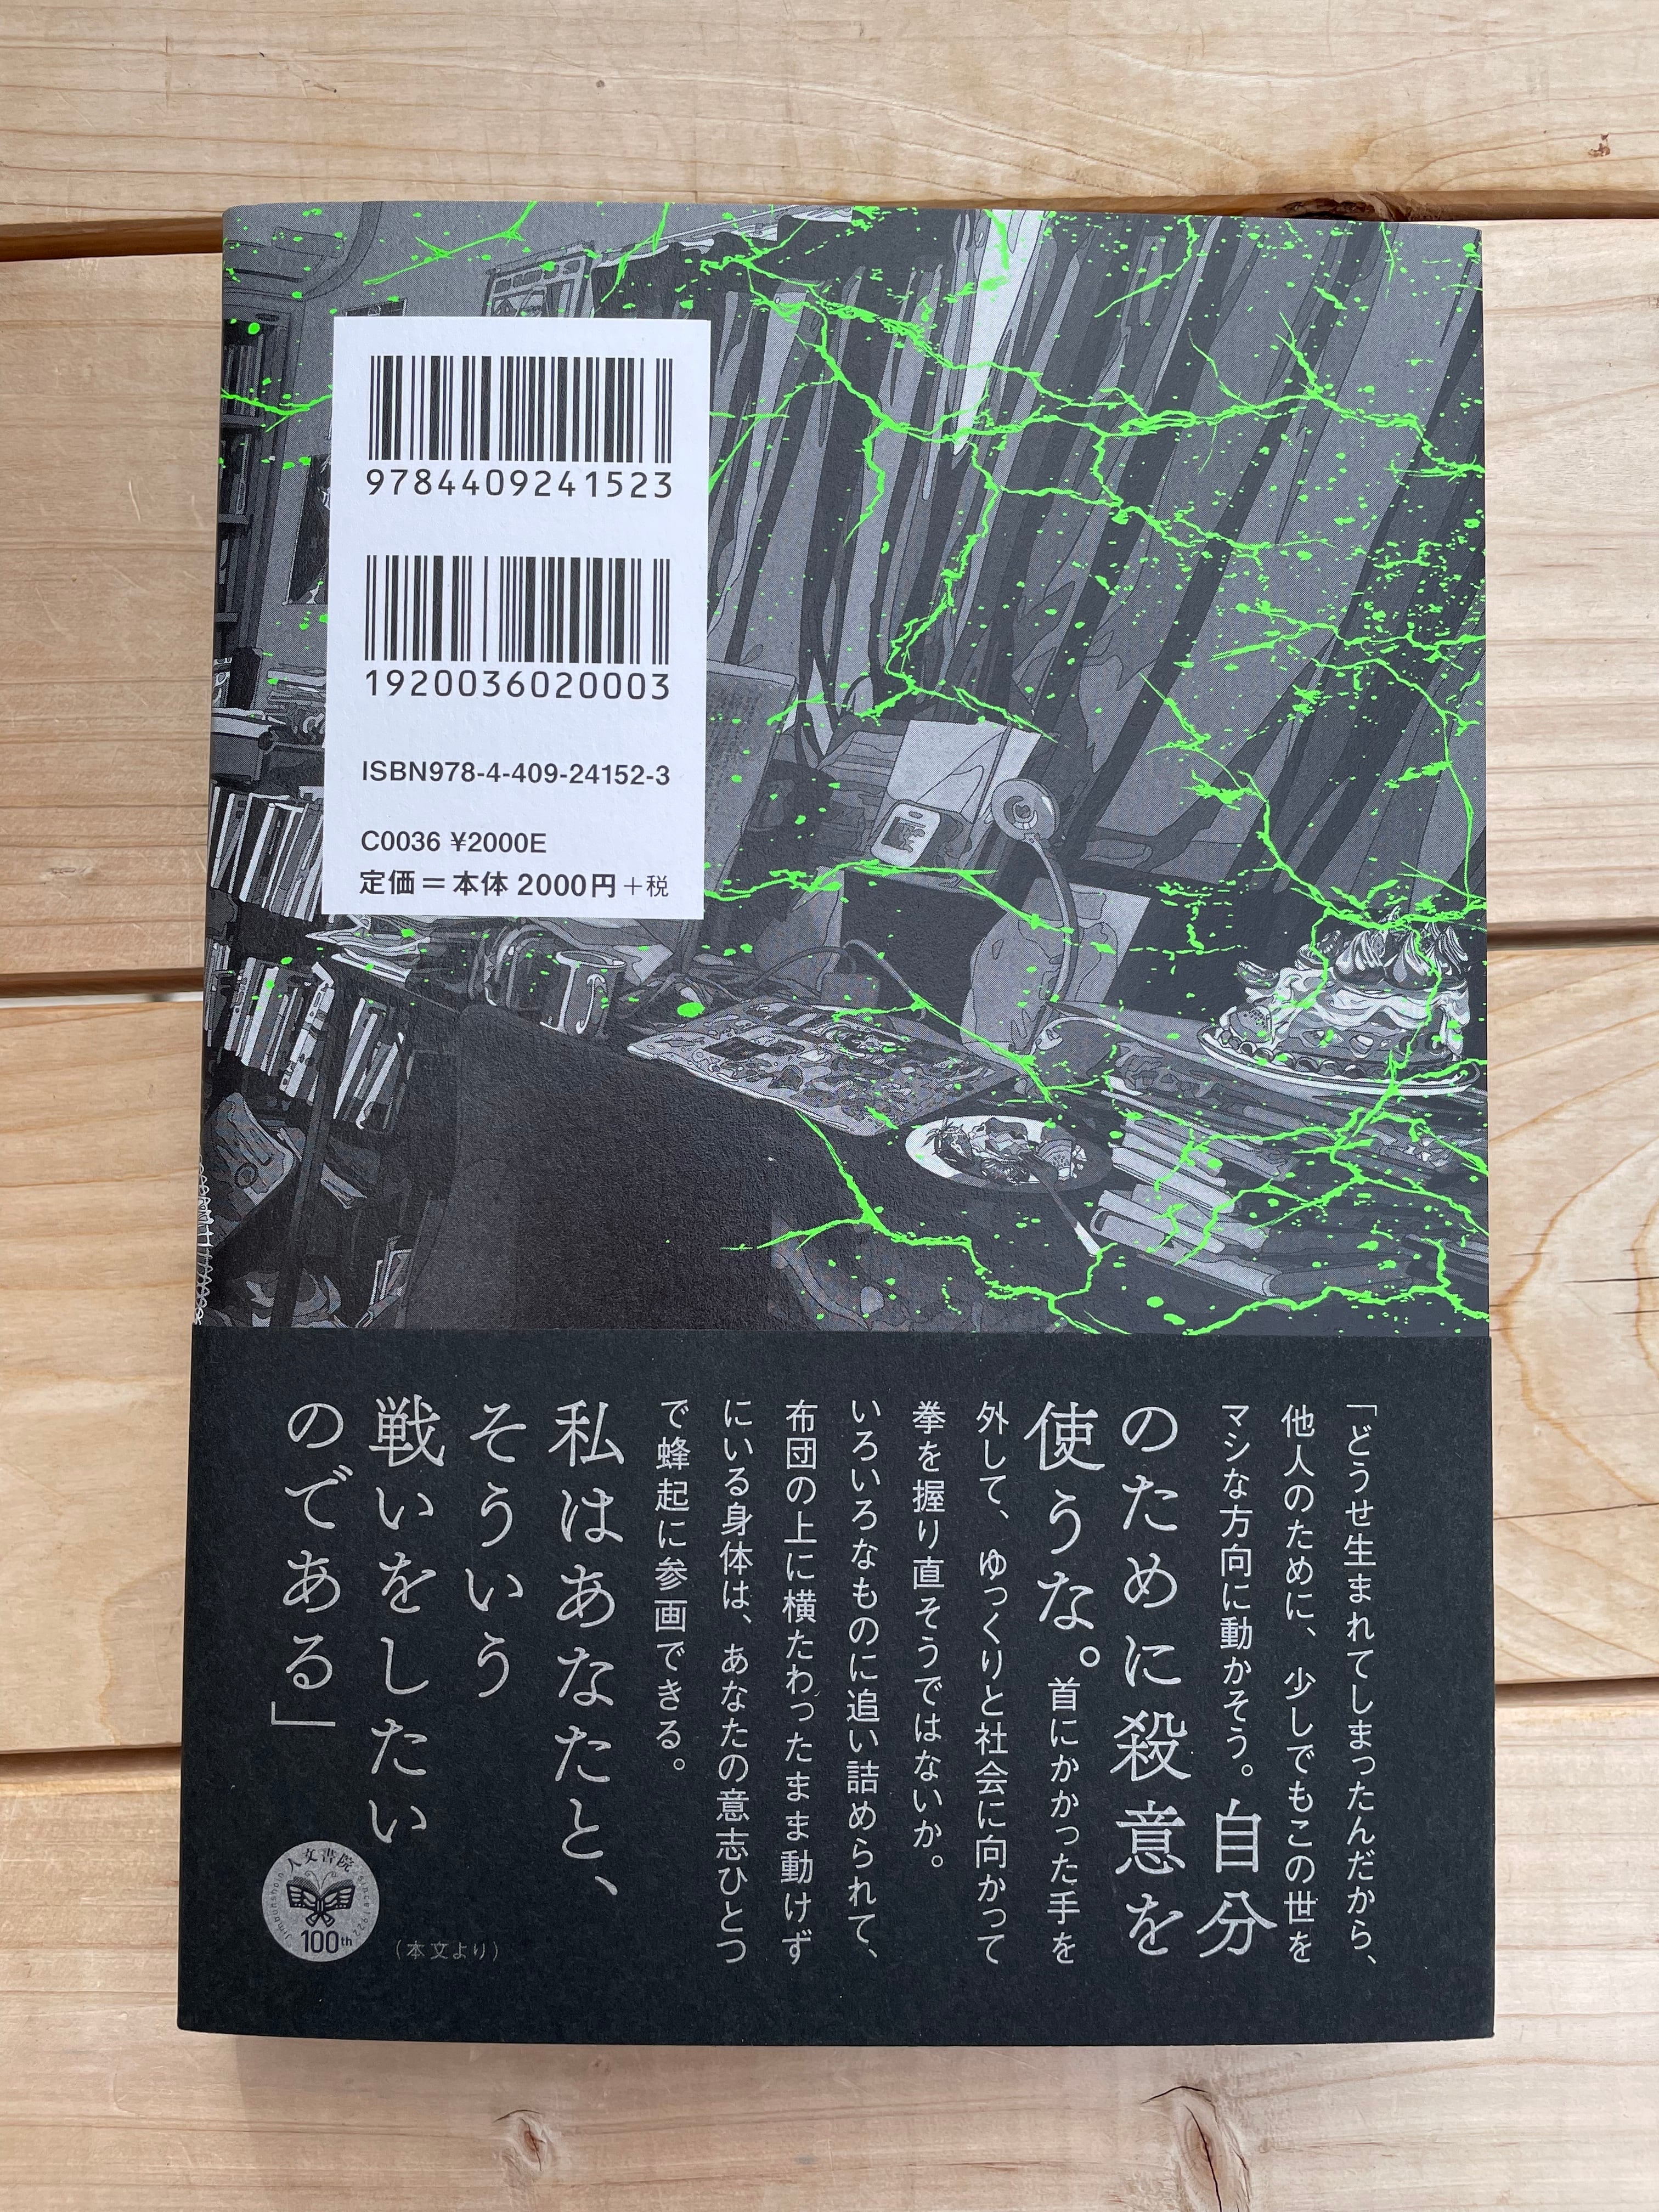 9784409241523
1920036020003
ISBN978-4-409-24152-3
C0036 ¥2000E
定価＝本体 2000円＋税
「どうせ生まれてしまったんだから、
他人のために、少しでもこの世を
マシな方向に動かそう。自分
のために殺意を
使うな。首にかかった手を
外して、ゆっくりと社会に向かって
拳を握り直そうではないか。
いろいろなものに追い詰められて、
布団の上に横たわったまま動けず
にいる身体は、あなたの意志ひとつ
で蜂起に参画できる。
私はあなたと、
そういう
戦いをしたい
のである」
（本文より）
人文書院
Jimbunshoin
since 1922
100th